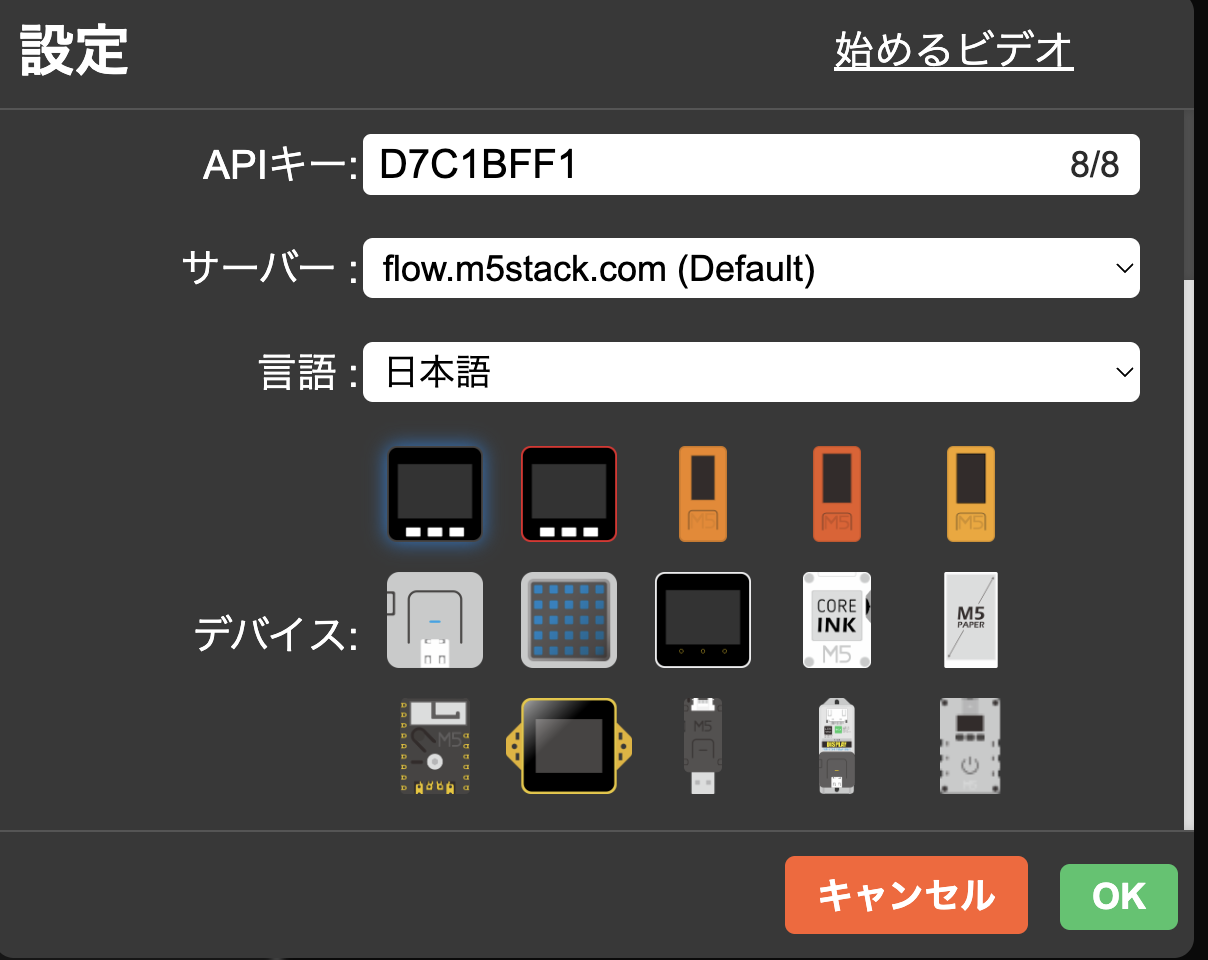 設定
始めるビデオ
APIキー: D7C1BFF1 8/8
サーバー : flow.m5stack.com (Default)
言語 : 日本語
M5 M5 M5
デバイス:
CORE INK M5
M5 PAPER
M5
M5
DISPLAY
キャンセル OK